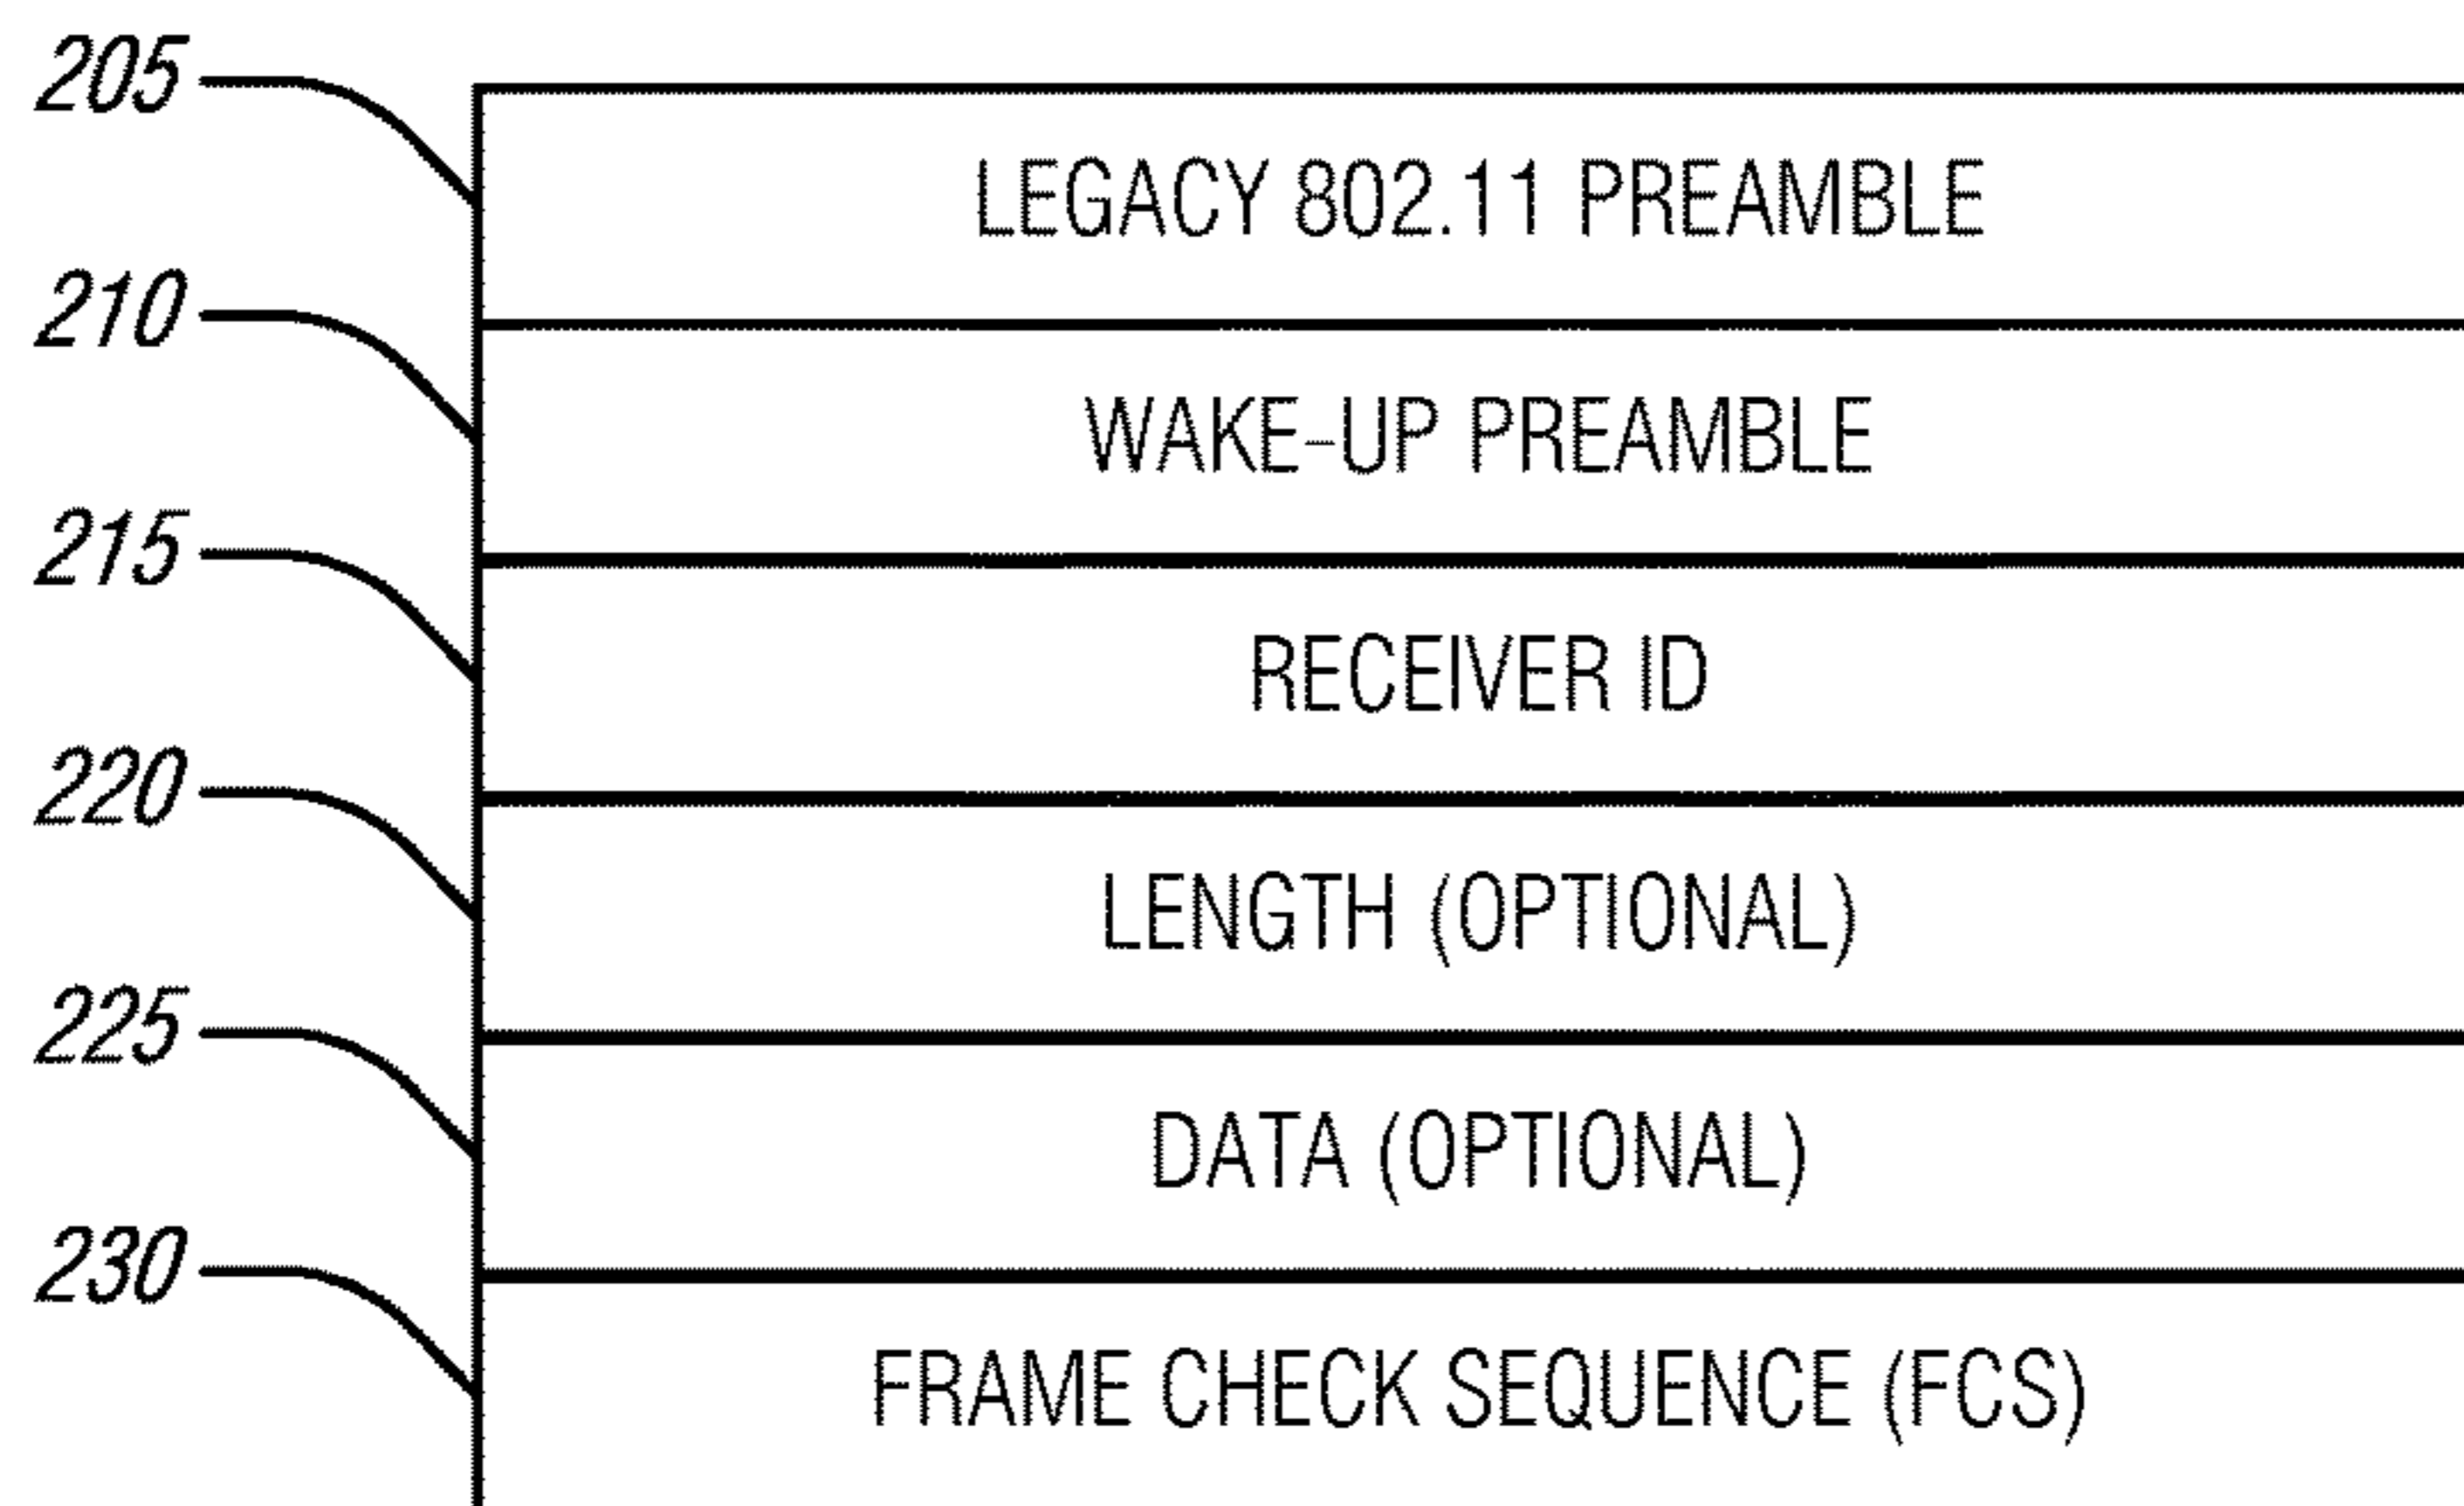 205
LEGACY 802.11 PREAMBLE
210
WAKE-UP PREAMBLE
215
RECEIVER ID
220
LENGTH (OPTIONAL)
225
DATA (OPTIONAL)
230
FRAME CHECK SEQUENCE (FCS)